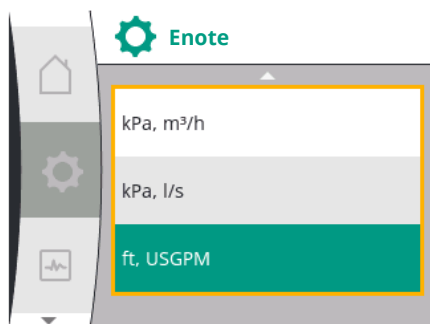 Enote
kPa, m³/h
kPa, l/s
ft, USGPM